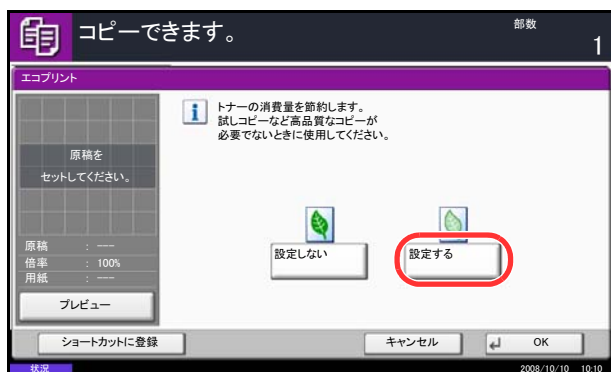 コピーできます。
部数
1
エコプリント
トナーの消費量を節約します。
試しコピーなど高品質なコピーが
必要でないときに使用してください。
原稿を
セットしてください。
設定しない
設定する
原稿 : ---
倍率 : 100%
用紙 : ---
プレビュー
ショートカットに登録
キャンセル
OK
状況
2008/10/10 10:10